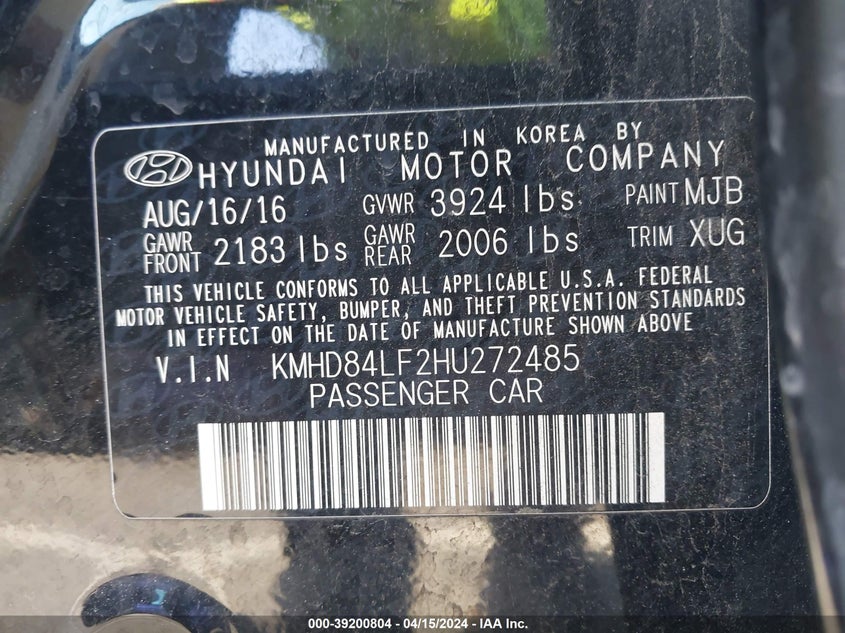 MANUFACTURED IN KOREA BY
HYUNDAI MOTOR COMPANY
AUG/16/16 GVWR 3924 lbs PAINT MJB
GAWR FRONT 2183 lbs GAWR REAR 2006 lbs TRIM XUG
THIS VEHICLE CONFORMS TO ALL APPLICABLE U.S.A. FEDERAL
MOTOR VEHICLE SAFETY, BUMPER, AND THEFT PREVENTION STANDARDS
IN EFFECT ON THE DATE OF MANUFACTURE SHOWN ABOVE
V.I.N KMHD84LF2HU272485
PASSENGER CAR
000-39200804 - 04/15/2024 - IAA Inc.